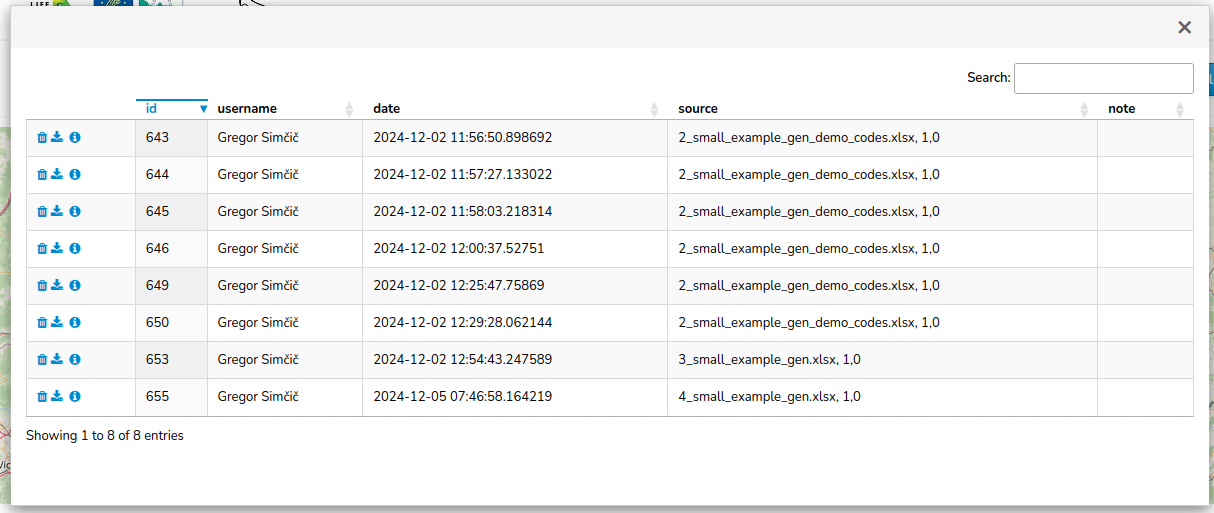 LIFE
Search:
id username date source note
643 Gregor Simčič 2024-12-02 11:56:50.898692 2_small_example_gen_demo_codes.xlsx, 1,0
644 Gregor Simčič 2024-12-02 11:57:27.133022 2_small_example_gen_demo_codes.xlsx, 1,0
645 Gregor Simčič 2024-12-02 11:58:03.218314 2_small_example_gen_demo_codes.xlsx, 1,0
646 Gregor Simčič 2024-12-02 12:00:37.52751 2_small_example_gen_demo_codes.xlsx, 1,0
649 Gregor Simčič 2024-12-02 12:25:47.75869 2_small_example_gen_demo_codes.xlsx, 1,0
650 Gregor Simčič 2024-12-02 12:29:28.062144 2_small_example_gen_demo_codes.xlsx, 1,0
653 Gregor Simčič 2024-12-02 12:54:43.247589 3_small_example_gen.xlsx, 1,0
655 Gregor Simčič 2024-12-05 07:46:58.164219 4_small_example_gen.xlsx, 1,0
Showing 1 to 8 of 8 entries